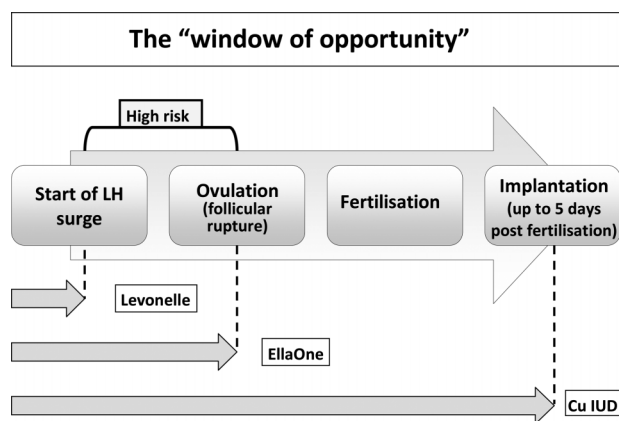 The “window of opportunity”
High risk
Start of LH
surge
Ovulation
(follicular
rupture)
Fertilisation
Implantation
(up to 5 days
post fertilisation)
Levonelle
EllaOne
Cu IUD